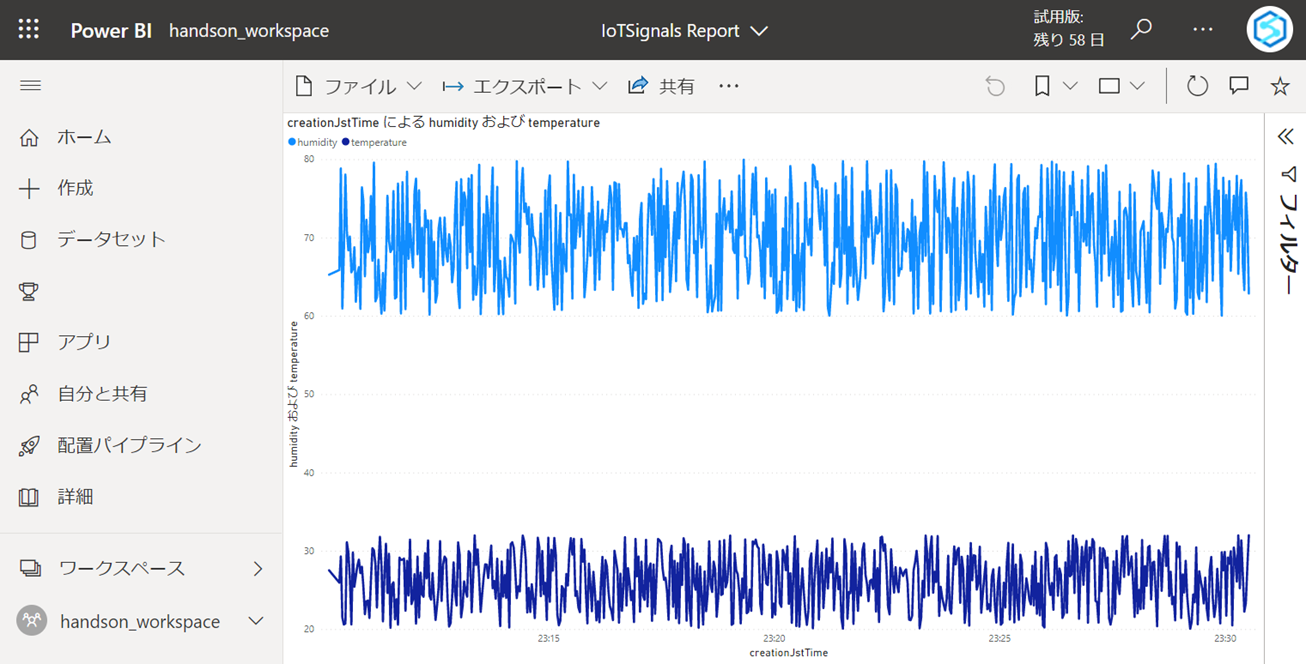 Power BI handson_workspace
IoTSignals Report
試用版:
残り 58 日
ファイル
エクスポート
共有
ホーム
作成
データセット
アプリ
自分と共有
配置パイプライン
詳細
ワークスペース
handson_workspace
creationJstTime による humidity および temperature
humidity temperature
humidity および temperature
80
70
60
50
40
30
20
23:15 23:20 23:25 23:30
creationJstTime
フィルター